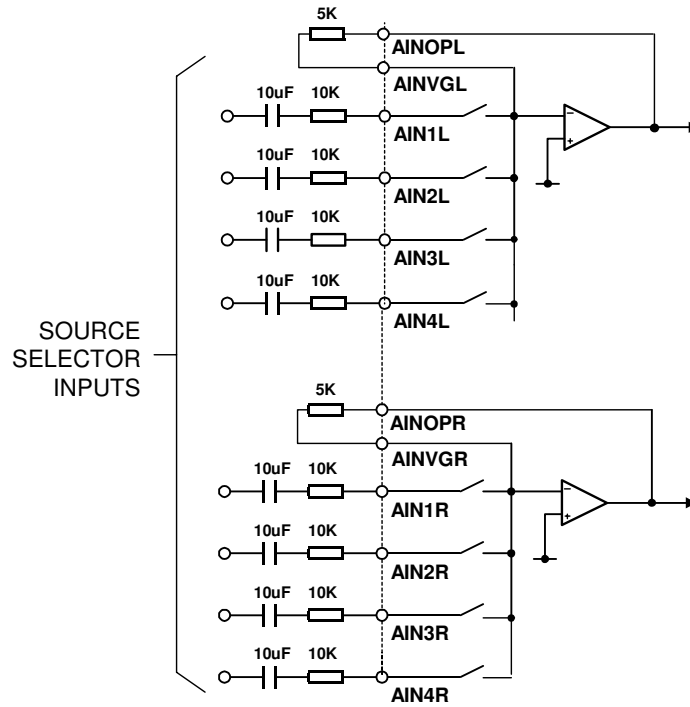 5K
AINOPL
AINVGL
10uF 10K
AIN1L
10uF 10K
AIN2L
10uF 10K
AIN3L
10uF 10K
AIN4L
SOURCE
SELECTOR
INPUTS
5K
AINOPR
AINVGR
10uF 10K
AIN1R
10uF 10K
AIN2R
10uF 10K
AIN3R
10uF 10K
AIN4R